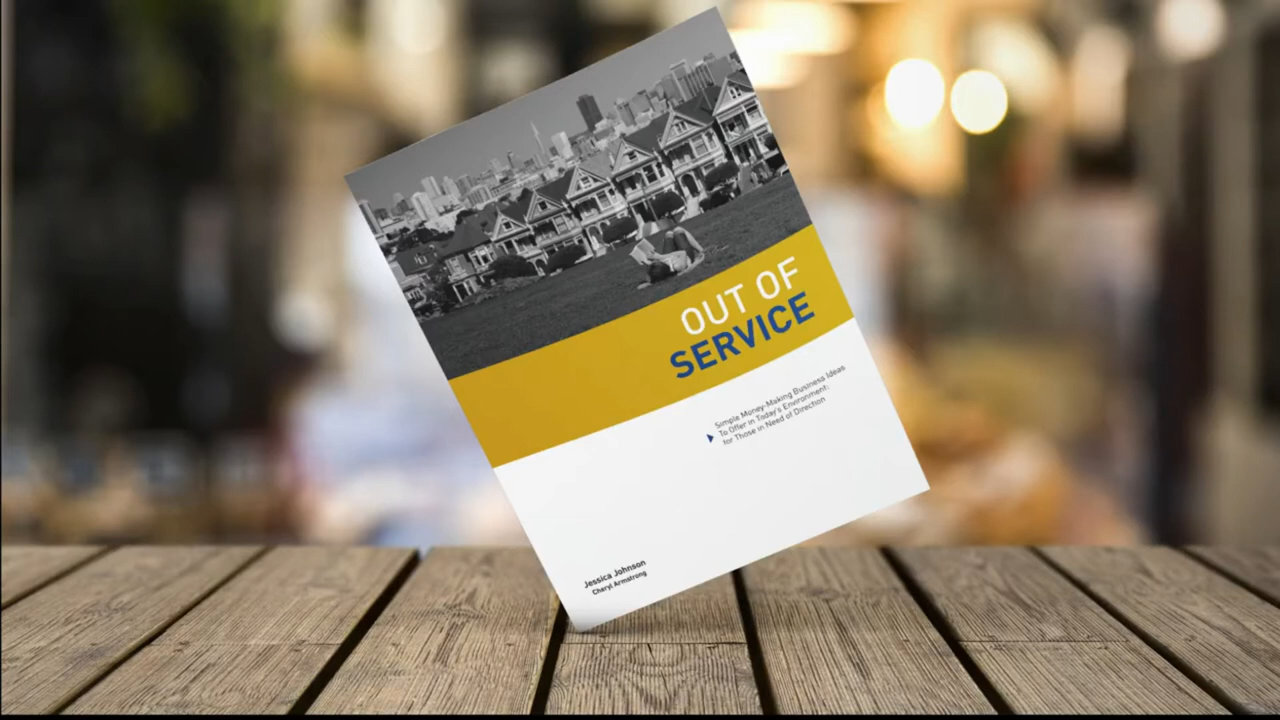 OUT OF
SERVICE
Simple Money-Making Business Ideas
To Offer in Today's Environment:
for Those in Need of Direction
Jessica Johnson
Cheryl Armstrong